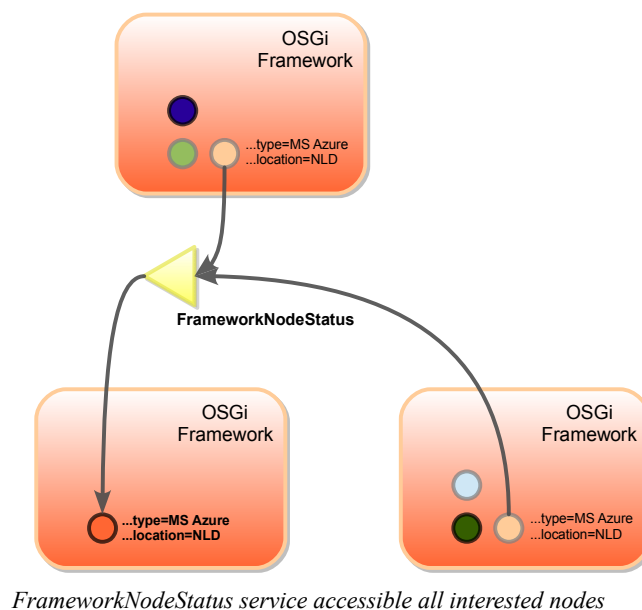 OSGi
Framework
...type=MS Azure
...location=NLD
FrameworkNodeStatus
OSGi
Framework
...type=MS Azure
...location=NLD
OSGi
Framework
...type=MS Azure
...location=NLD
FrameworkNodeStatus service accessible all interested nodes